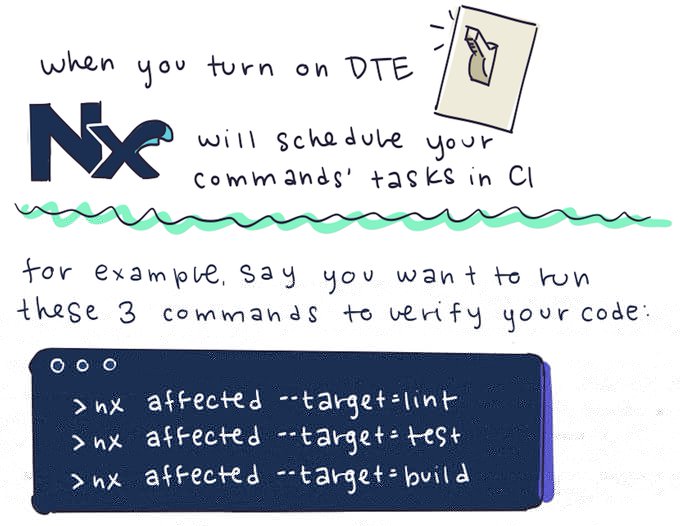 when you turn on DTE
Nx will schedule your
commands' tasks in CI
for example, say you want to run
these 3 commands to verify your code:
> nx affected --target=lint
> nx affected --target=test
> nx affected --target=build